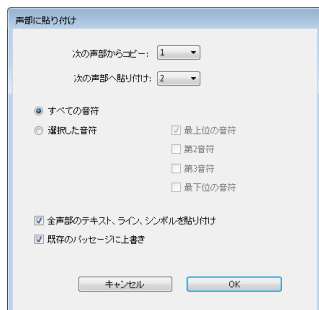 声部に貼り付け
次の声部からコピー: 1
次の声部へ貼り付け: 2
すべての音符
選択した音符
最上位の音符
第2音符
第3音符
最下位の音符
全声部のテキスト、ライン、シンボルを貼り付け
既存のパッセージに上書き
キャンセル OK